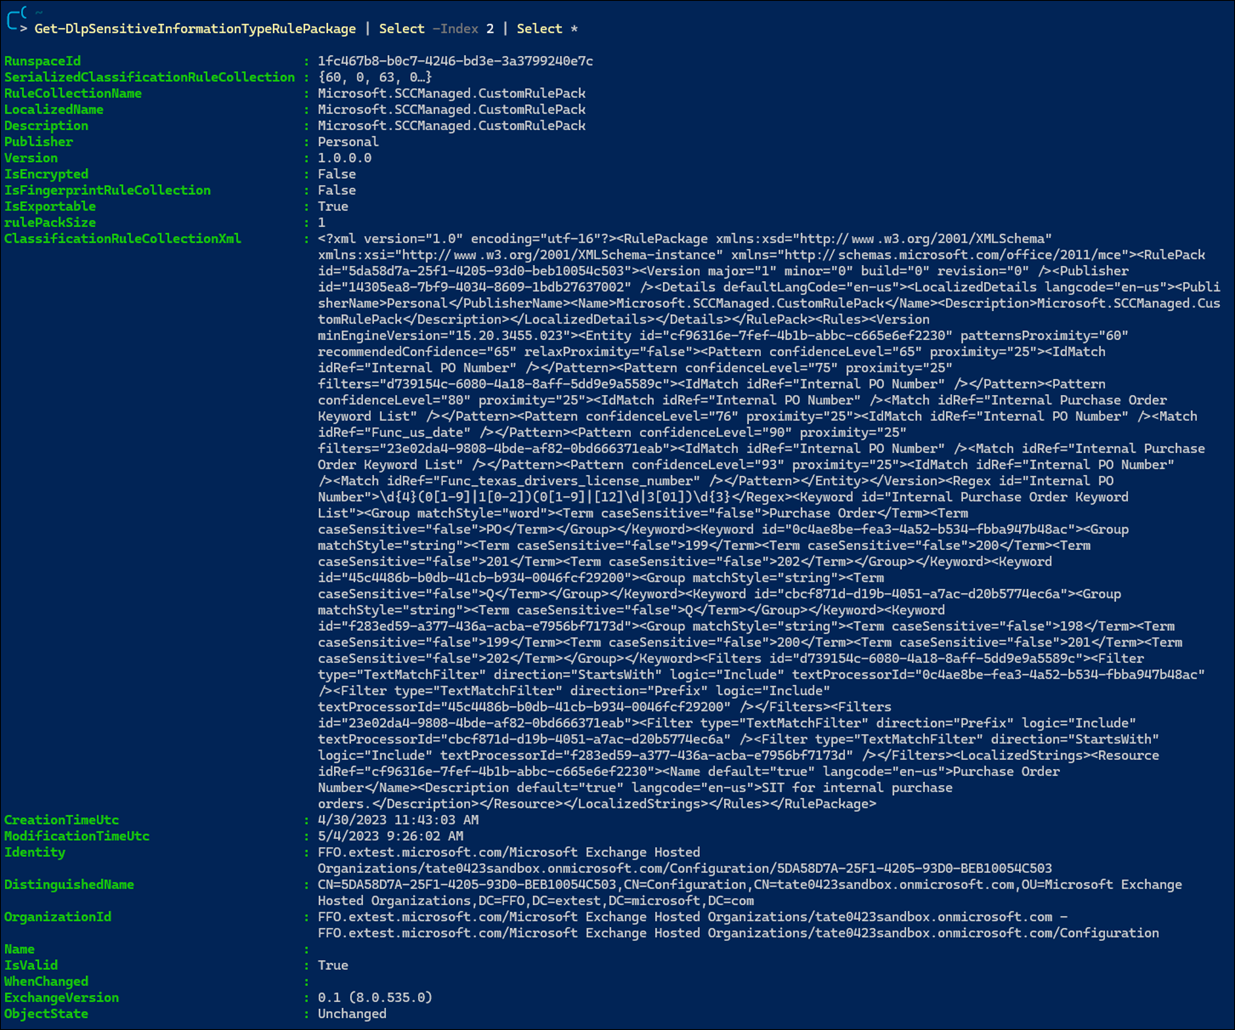 ~
> Get-DlpSensitiveInformationTypeRulePackage | Select -Index 2 | Select *
RunspaceId : 1fc467b8-b0c7-4246-bd3e-3a3799240e7c
SerializedClassificationRuleCollection : {60, 0, 63, 0…}
RuleCollectionName : Microsoft.SCCManaged.CustomRulePack
LocalizedName : Microsoft.SCCManaged.CustomRulePack
Description : Microsoft.SCCManaged.CustomRulePack
Publisher : Personal
Version : 1.0.0.0
IsEncrypted : False
IsFingerprintRuleCollection : False
IsExportable : True
rulePackSize : 1
ClassificationRuleCollectionXml : <?xml version="1.0" encoding="utf-16"?><RulePackage xmlns:xsd="http://www.w3.org/2001/XMLSchema"
xmlns:xsi="http://www.w3.org/2001/XMLSchema-instance" xmlns="http://schemas.microsoft.com/office/2011/mce"><RulePack
id="5da58d7a-25f1-4205-93d0-beb10054c503"><Version major="1" minor="0" build="0" revision="0" /><Publisher
id="14305ea8-7bf9-4034-8609-1bdb27637002" /><Details defaultLangCode="en-us"><LocalizedDetails langcode="en-us"><Publi
sherName>Personal</PublisherName><Name>Microsoft.SCCManaged.CustomRulePack</Name><Description>Microsoft.SCCManaged.Cus
tomRulePack</Description></LocalizedDetails></Details></RulePack><Rules><Version
minEngineVersion="15.20.3455.023"><Entity id="cf96316e-7fef-4b1b-abbc-c665e6ef2230" patternsProximity="60"
recommendedConfidence="65" relaxProximity="false"><Pattern confidenceLevel="65" proximity="25"><IdMatch
idRef="Internal PO Number" /></Pattern><Pattern confidenceLevel="75" proximity="25"
filters="d739154c-6080-4a18-8aff-5dd9e9a5589c"><IdMatch idRef="Internal PO Number" /></Pattern><Pattern
confidenceLevel="80" proximity="25"><IdMatch idRef="Internal PO Number" /><Match idRef="Internal Purchase Order
Keyword List" /></Pattern><Pattern confidenceLevel="76" proximity="25"><IdMatch idRef="Internal PO Number" /><Match
idRef="Func_us_date" /></Pattern><Pattern confidenceLevel="90" proximity="25"
filters="23e02da4-9808-4bde-af82-0bd666371eab"><IdMatch idRef="Internal PO Number" /><Match idRef="Internal Purchase
Order Keyword List" /></Pattern><Pattern confidenceLevel="93" proximity="25"><IdMatch idRef="Internal PO Number"
/><Match idRef="Func_texas_drivers_license_number" /></Pattern></Entity></Version><Regex id="Internal PO
Number">\d{4}(0[1-9]|1[0-2])(0[1-9]|[12]\d|3[01])\d{3}</Regex><Keyword id="Internal Purchase Order Keyword
List"><Group matchStyle="word"><Term caseSensitive="false">Purchase Order</Term><Term
caseSensitive="false">PO</Term></Group></Keyword><Keyword id="0c4ae8be-fea3-4a52-b534-fbba947b48ac"><Group
matchStyle="string"><Term caseSensitive="false">199</Term><Term caseSensitive="false">200</Term><Term
caseSensitive="false">201</Term><Term caseSensitive="false">202</Term></Group></Keyword><Keyword
id="45c4486b-b0db-41cb-b934-0046fcf29200"><Group matchStyle="string"><Term
caseSensitive="false">Q</Term></Group></Keyword><Keyword id="cbcf871d-d19b-4051-a7ac-d20b5774ec6a"><Group
matchStyle="string"><Term caseSensitive="false">Q</Term></Group></Keyword><Keyword
id="f283ed59-a377-436a-acba-e7956bf7173d"><Group matchStyle="string"><Term caseSensitive="false">198</Term><Term
caseSensitive="false">199</Term><Term caseSensitive="false">200</Term><Term caseSensitive="false">201</Term><Term
caseSensitive="false">202</Term></Group></Keyword><Filters id="d739154c-6080-4a18-8aff-5dd9e9a5589c"><Filter
type="TextMatchFilter" direction="StartsWith" logic="Include" textProcessorId="0c4ae8be-fea3-4a52-b534-fbba947b48ac"
/><Filter type="TextMatchFilter" direction="Prefix" logic="Include"
textProcessorId="45c4486b-b0db-41cb-b934-0046fcf29200" /></Filters><Filters
id="23e02da4-9808-4bde-af82-0bd666371eab"><Filter type="TextMatchFilter" direction="Prefix" logic="Include"
textProcessorId="cbcf871d-d19b-4051-a7ac-d20b5774ec6a" /><Filter type="TextMatchFilter" direction="StartsWith"
logic="Include" textProcessorId="f283ed59-a377-436a-acba-e7956bf7173d" /></Filters><LocalizedStrings><Resource
idRef="cf96316e-7fef-4b1b-abbc-c665e6ef2230"><Name default="true" langcode="en-us">Purchase Order
Number</Name><Description default="true" langcode="en-us">SIT for internal purchase
orders.</Description></Resource></LocalizedStrings></Rules></RulePackage>
CreationTimeUtc : 4/30/2023 11:43:03 AM
ModificationTimeUtc : 5/4/2023 9:26:02 AM
Identity : FFO.extest.microsoft.com/Microsoft Exchange Hosted
Organizations/tate0423sandbox.onmicrosoft.com/Configuration/5DA58D7A-25F1-4205-93D0-BEB10054C503
DistinguishedName : CN=5DA58D7A-25F1-4205-93D0-BEB10054C503,CN=Configuration,CN=tate0423sandbox.onmicrosoft.com,OU=Microsoft Exchange
Hosted Organizations,DC=FFO,DC=extest,DC=microsoft,DC=com
OrganizationId : FFO.extest.microsoft.com/Microsoft Exchange Hosted Organizations/tate0423sandbox.onmicrosoft.com -
FFO.extest.microsoft.com/Microsoft Exchange Hosted Organizations/tate0423sandbox.onmicrosoft.com/Configuration
Name :
IsValid : True
WhenChanged :
ExchangeVersion : 0.1 (8.0.535.0)
ObjectState : Unchanged